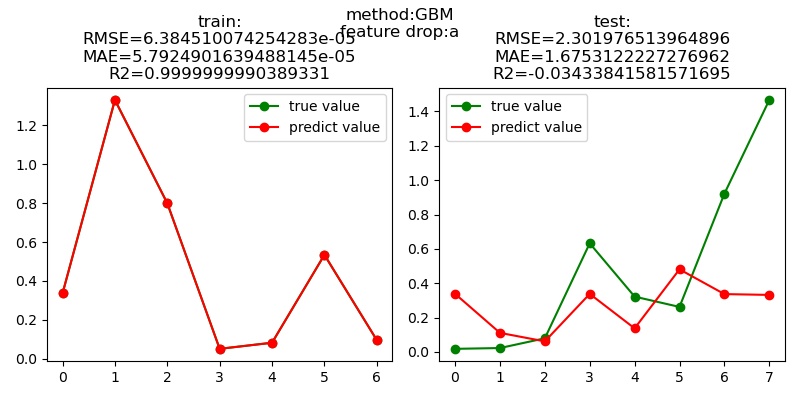 method:GBM
feature drop:a
train:
RMSE=6.384510074254283e-05
MAE=5.7924901639488145e-05
R2=0.9999999990389331
true value
predict value
0.0
0.2
0.4
0.6
0.8
1.0
1.2
0 1 2 3 4 5 6
test:
RMSE=2.301976513964896
MAE=1.6753122227276962
R2=-0.03433841581571695
true value
predict value
0.0
0.2
0.4
0.6
0.8
1.0
1.2
1.4
0 1 2 3 4 5 6 7